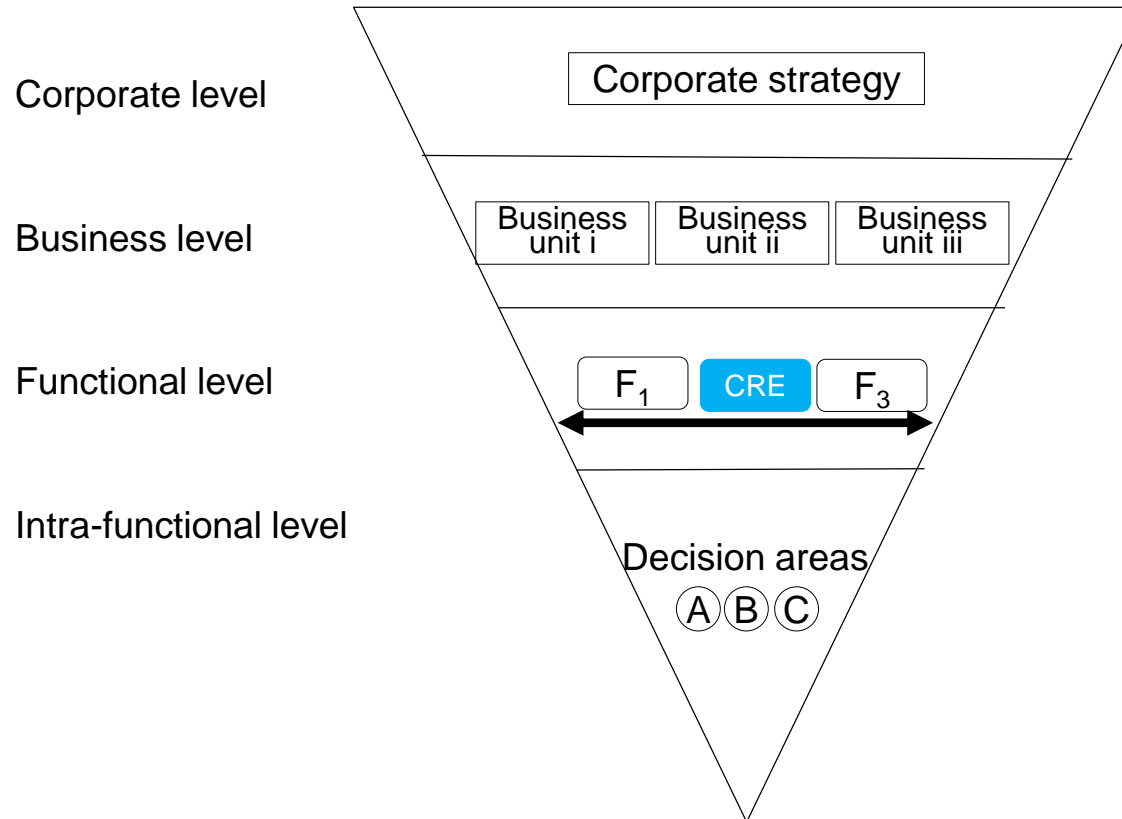 Corporate level
Corporate strategy
Business level
Business
unit i
Business
unit ii
Business
unit iii
Functional level
F₁
CRE
F₃
Intra-functional level
Decision areas
A B C